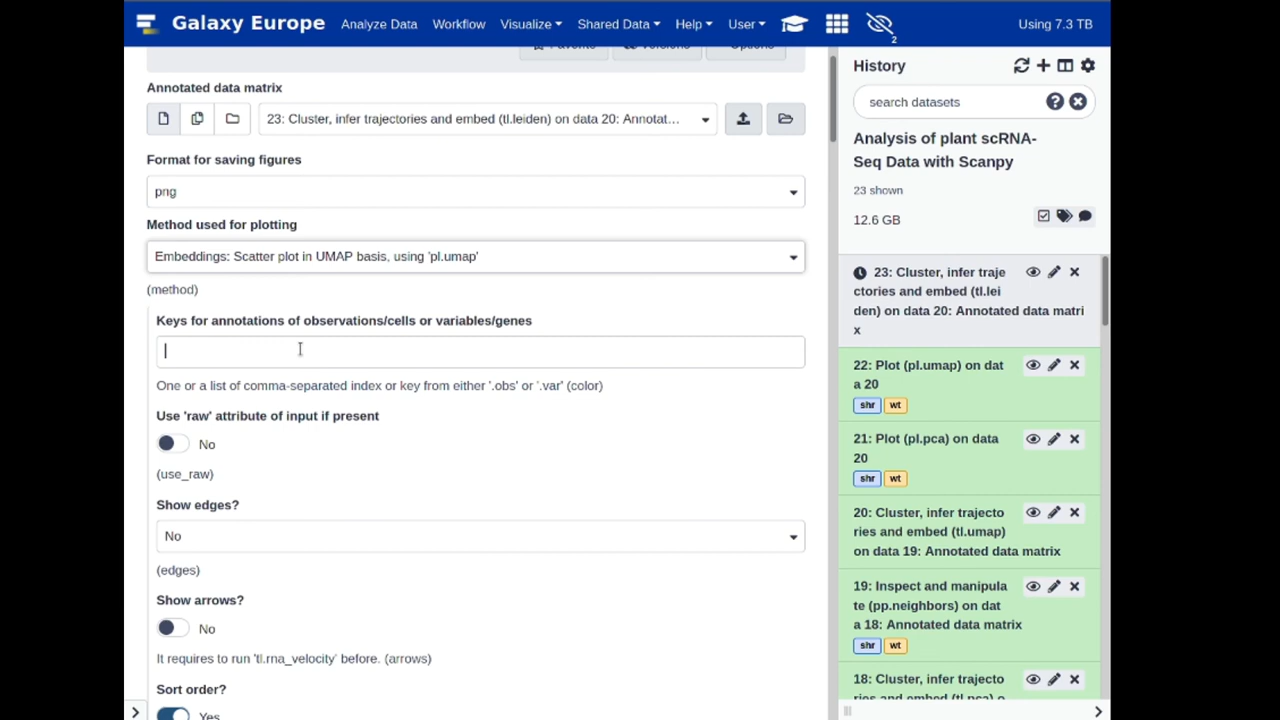 Galaxy Europe Analyze Data Workflow Visualize Shared Data Help User 2 Using 7.3 TB
Favorite Versions Options
Annotated data matrix
23: Cluster, infer trajectories and embed (tl.leiden) on data 20: Annotat...
Format for saving figures
png
Method used for plotting
Embeddings: Scatter plot in UMAP basis, using 'pl.umap'
(method)
Keys for annotations of observations/cells or variables/genes
One or a list of comma-separated index or key from either '.obs' or '.var' (color)
Use 'raw' attribute of input if present
No
(use_raw)
Show edges?
No
(edges)
Show arrows?
No
It requires to run 'tl.rna_velocity' before. (arrows)
Sort order?
Yes
History
search datasets
Analysis of plant scRNA-
Seq Data with Scanpy
23 shown
12.6 GB
23: Cluster, infer traje
ctories and embed (tl.lei
den) on data 20: Annotated data matri
x
22: Plot (pl.umap) on dat
a 20
shr wt
21: Plot (pl.pca) on data
20
shr wt
20: Cluster, infer trajecto
ries and embed (tl.umap)
on data 19: Annotated data matrix
19: Inspect and manipula
te (pp.neighbors) on dat
a 18: Annotated data matrix
shr wt
18: Cluster, infer trajecto
ries and embed (tl.pca) o